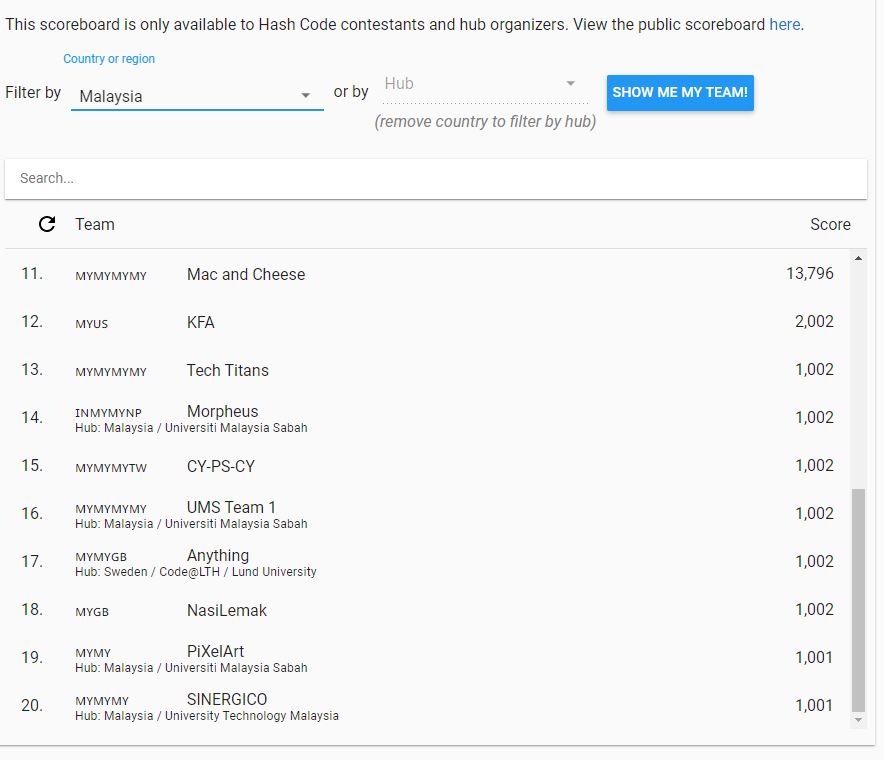 This scoreboard is only available to Hash Code contestants and hub organizers. View the public scoreboard here.
Country or region
Filter by Malaysia or by Hub SHOW ME MY TEAM!
(remove country to filter by hub)
Search...
Team Score
11. MYMYMYMY Mac and Cheese 13,796
12. MYUS KFA 2,002
13. MYMYMYMY Tech Titans 1,002
14. INMYMYNP Morpheus 1,002
Hub: Malaysia / Universiti Malaysia Sabah
15. MYMYMYTW CY-PS-CY 1,002
16. MYMYMYMY UMS Team 1 1,002
Hub: Malaysia / Universiti Malaysia Sabah
17. MYMYGB Anything 1,002
Hub: Sweden / Code@LTH / Lund University
18. MYGB NasiLemak 1,002
19. MYMY PiXelArt 1,001
Hub: Malaysia / Universiti Malaysia Sabah
20. MYMYMY SINERGICO 1,001
Hub: Malaysia / University Technology Malaysia